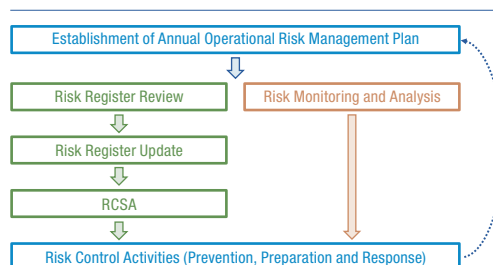 Establishment of Annual Operational Risk Management Plan
Risk Register Review
Risk Monitoring and Analysis
Risk Register Update
RCSA
Risk Control Activities (Prevention, Preparation and Response)